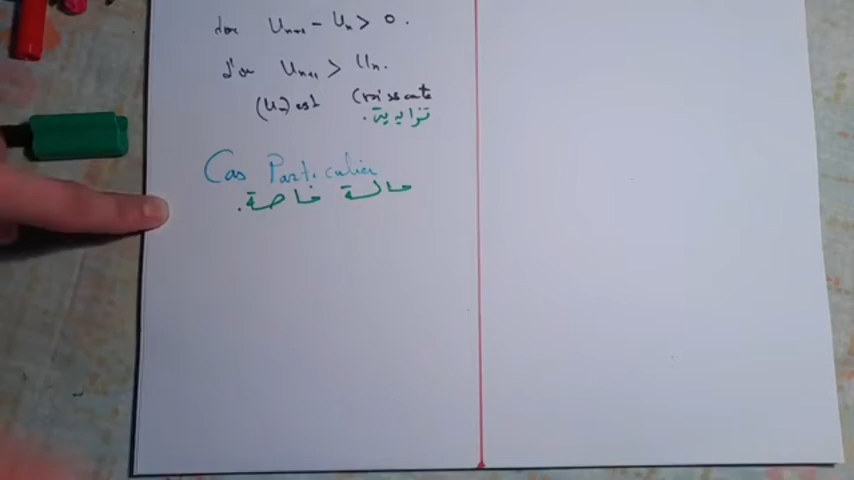 donc Uₙ₊₁ - Uₙ > 0.
d'où Uₙ₊₁ > Uₙ.
(Uₙ) est Croissante
تزايدية.
Cas Particulier
حالة خاصة.